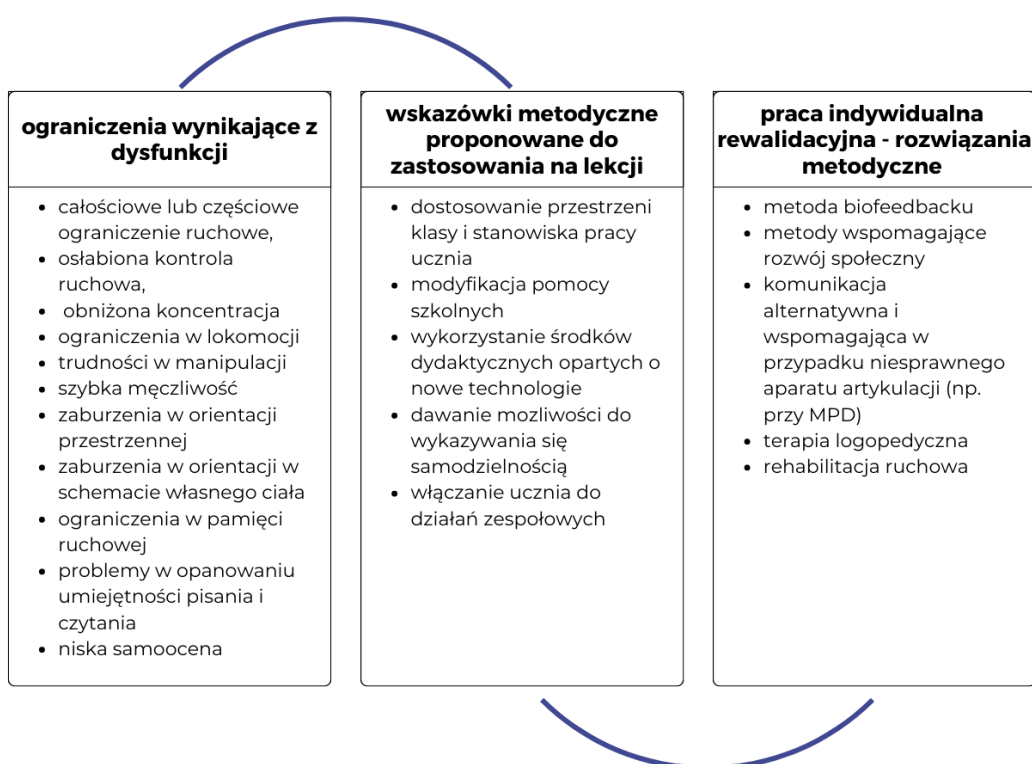 ograniczenia wynikające z
dysfunkcji
• całościowe lub częściowe
ograniczenie ruchowe,
• osłabiona kontrola
ruchowa,
• obniżona koncentracja
• ograniczenia w lokomocji
• trudności w manipulacji
• szybka męczliwość
• zaburzenia w orientacji
przestrzennej
• zaburzenia w orientacji w
schemacie własnego ciała
• ograniczenia w pamięci
ruchowej
• problemy w opanowaniu
umiejętności pisania i
czytania
• niska samoocena
wskazówki metodyczne
proponowane do
zastosowania na lekcji
• dostosowanie przestrzeni
klasy i stanowiska pracy
ucznia
• modyfikacja pomocy
szkolnych
• wykorzystanie środków
dydaktycznych opartych o
nowe technologie
• dawanie mozliwości do
wykazywania się
samodzielnością
• włączanie ucznia do
działań zespołowych
praca indywidualna
rewalidacyjna - rozwiązania
metodyczne
• metoda biofeedbacku
• metody wspomagające
rozwój społeczny
• komunikacja
alternatywna i
wspomagająca w
przypadku niesprawnego
aparatu artykulacji (np.
przy MPD)
• terapia logopedyczna
• rehabilitacja ruchowa